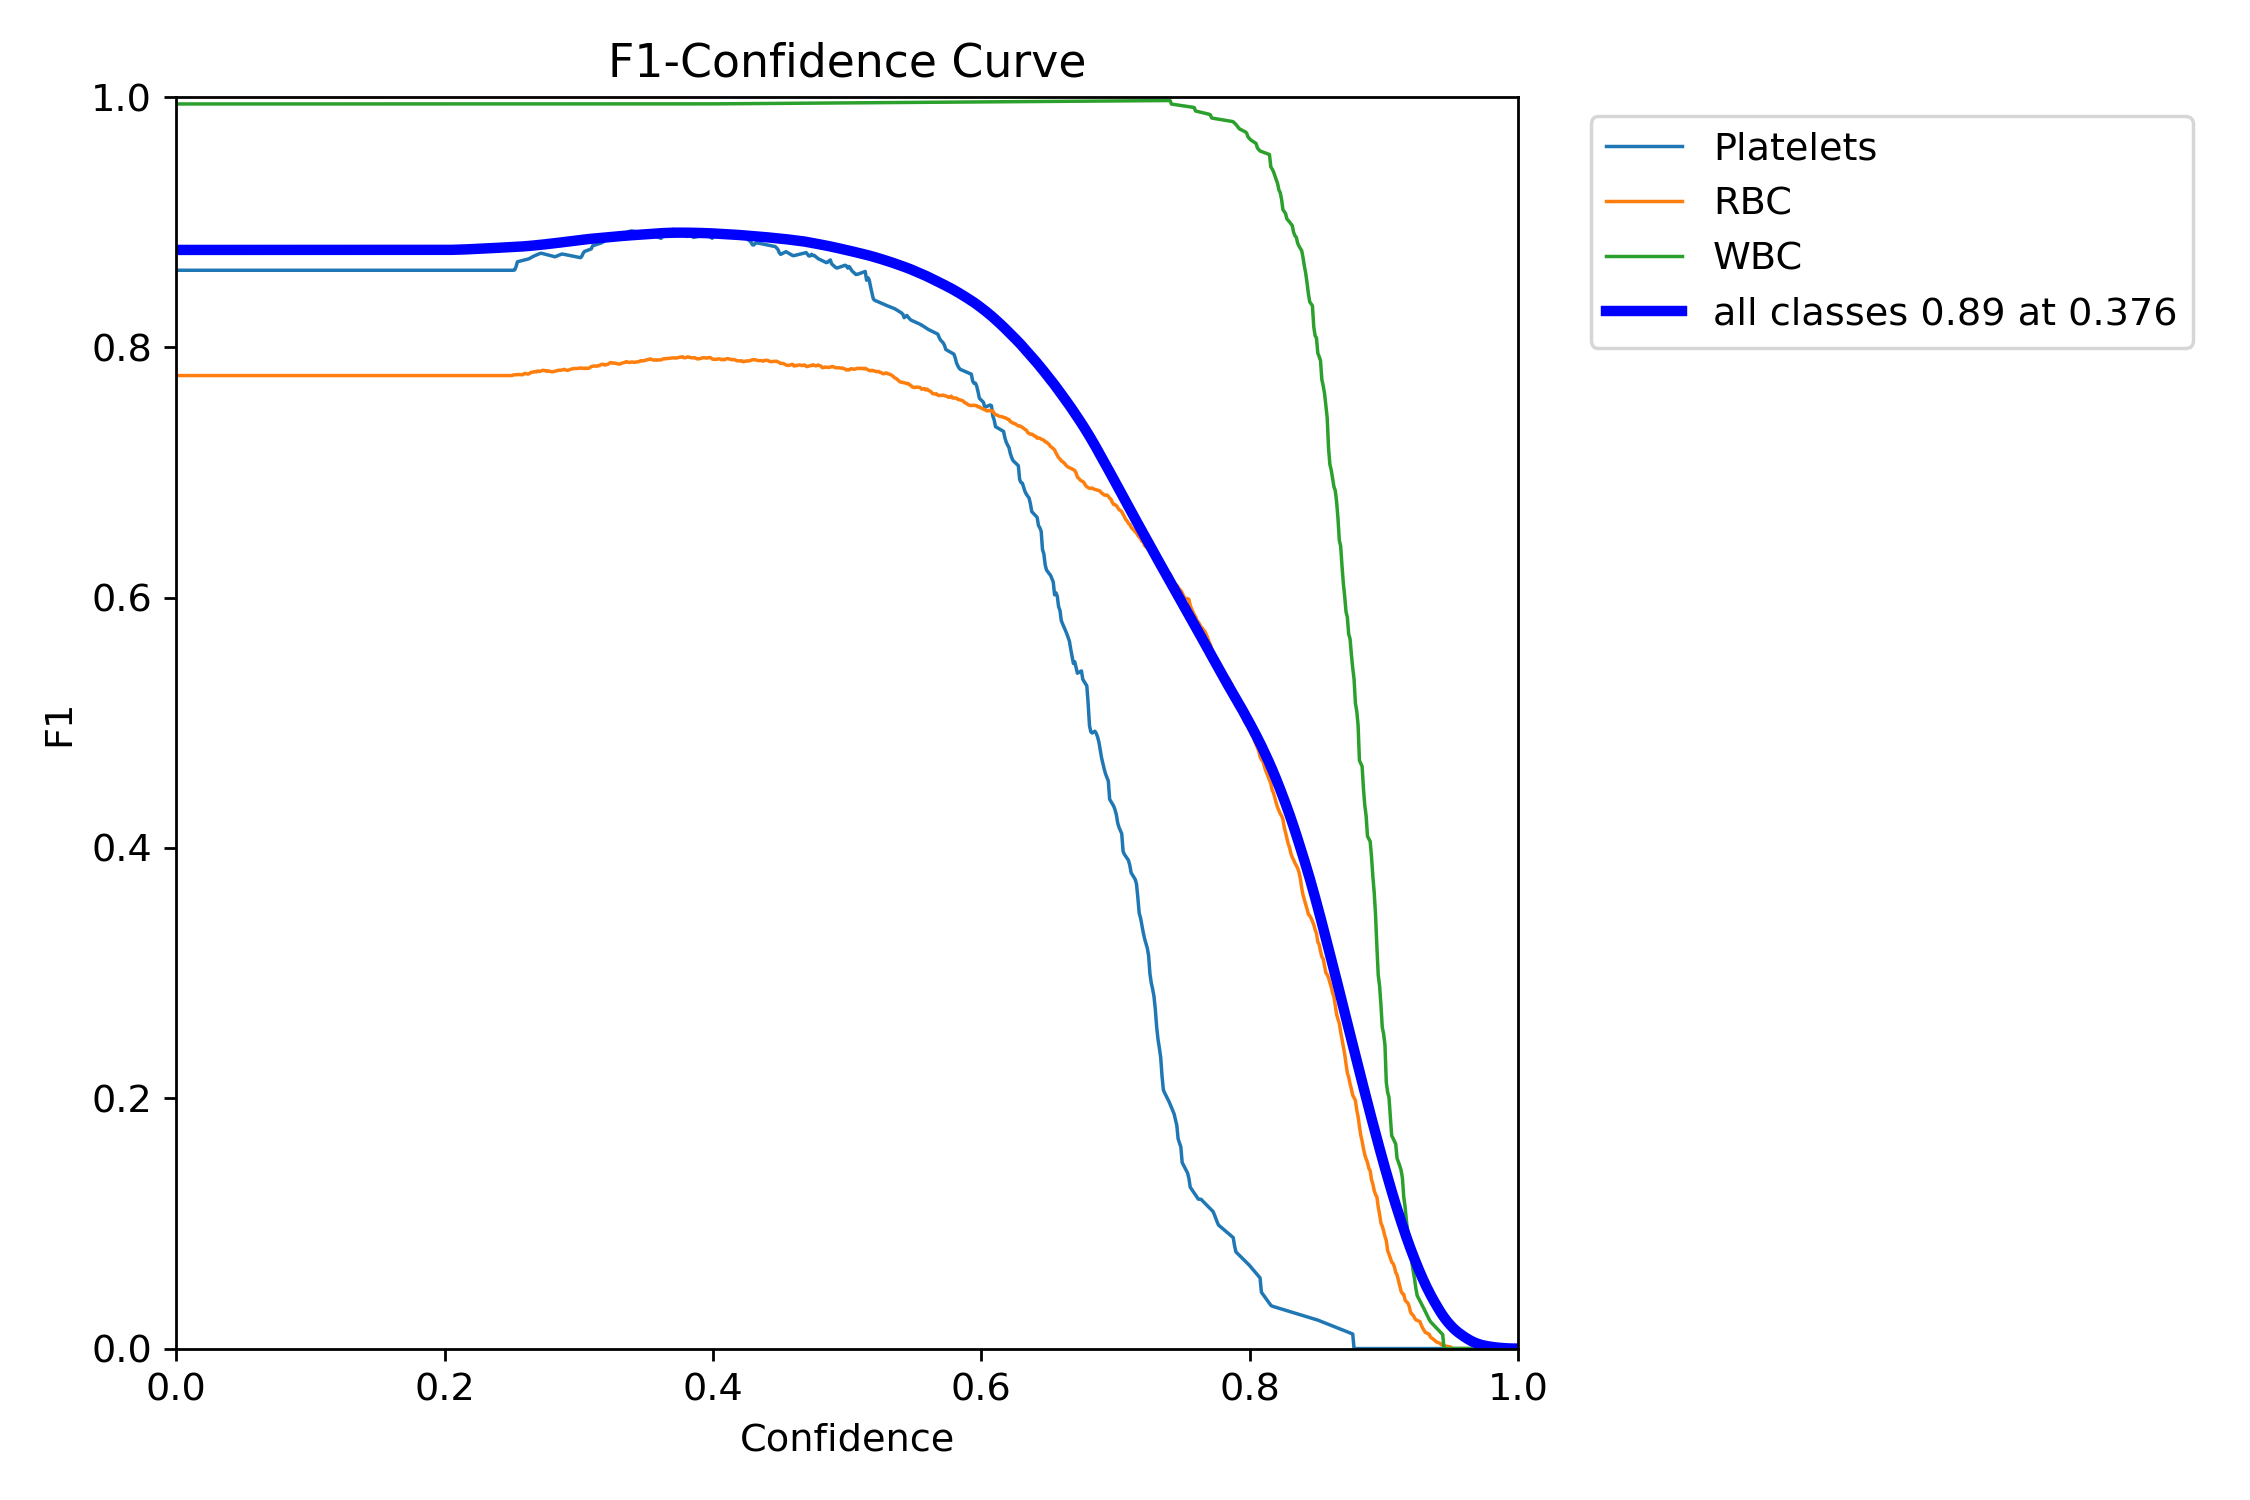 F1-Confidence Curve
1.0
0.8
0.6
0.4
0.2
0.0
F1
0.0 0.2 0.4 0.6 0.8 1.0
Confidence
Platelets
RBC
WBC
all classes 0.89 at 0.376